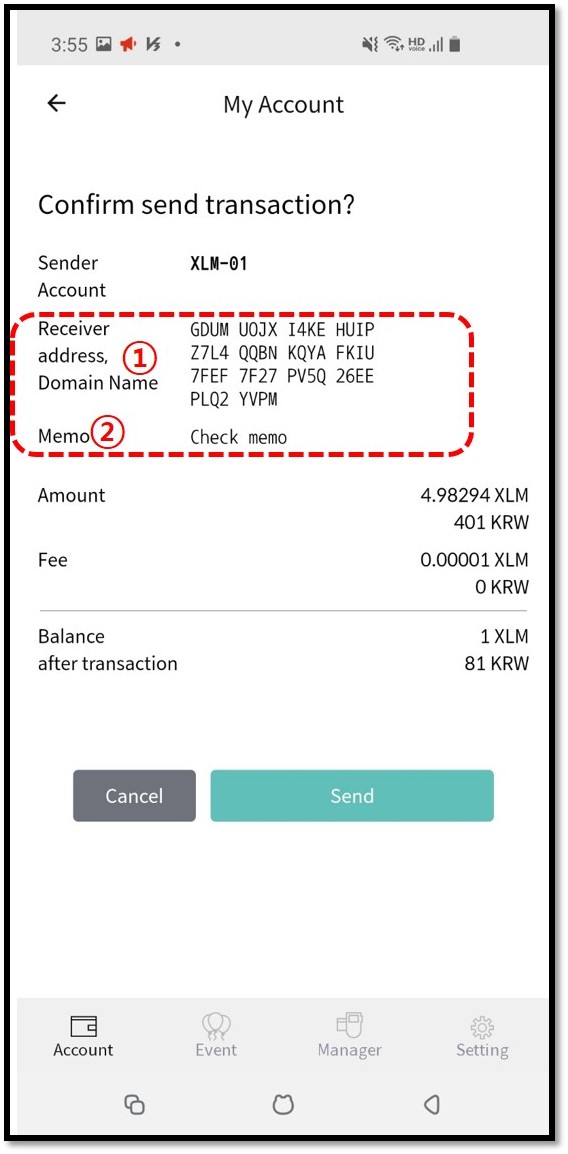 3:55
HD
voice
My Account
Confirm send transaction?
Sender
Account
XLM-01
Receiver
address,
Domain Name
①
GDUM UOJX I4KE HUIP
Z7L4 QQBN KQYA FKIU
7FEF 7F27 PV5Q 26EE
PLQ2 YVPM
Memo ② Check memo
Amount 4.98294 XLM
401 KRW
Fee 0.00001 XLM
0 KRW
Balance
after transaction
1 XLM
81 KRW
Cancel Send
Account Event Manager Setting